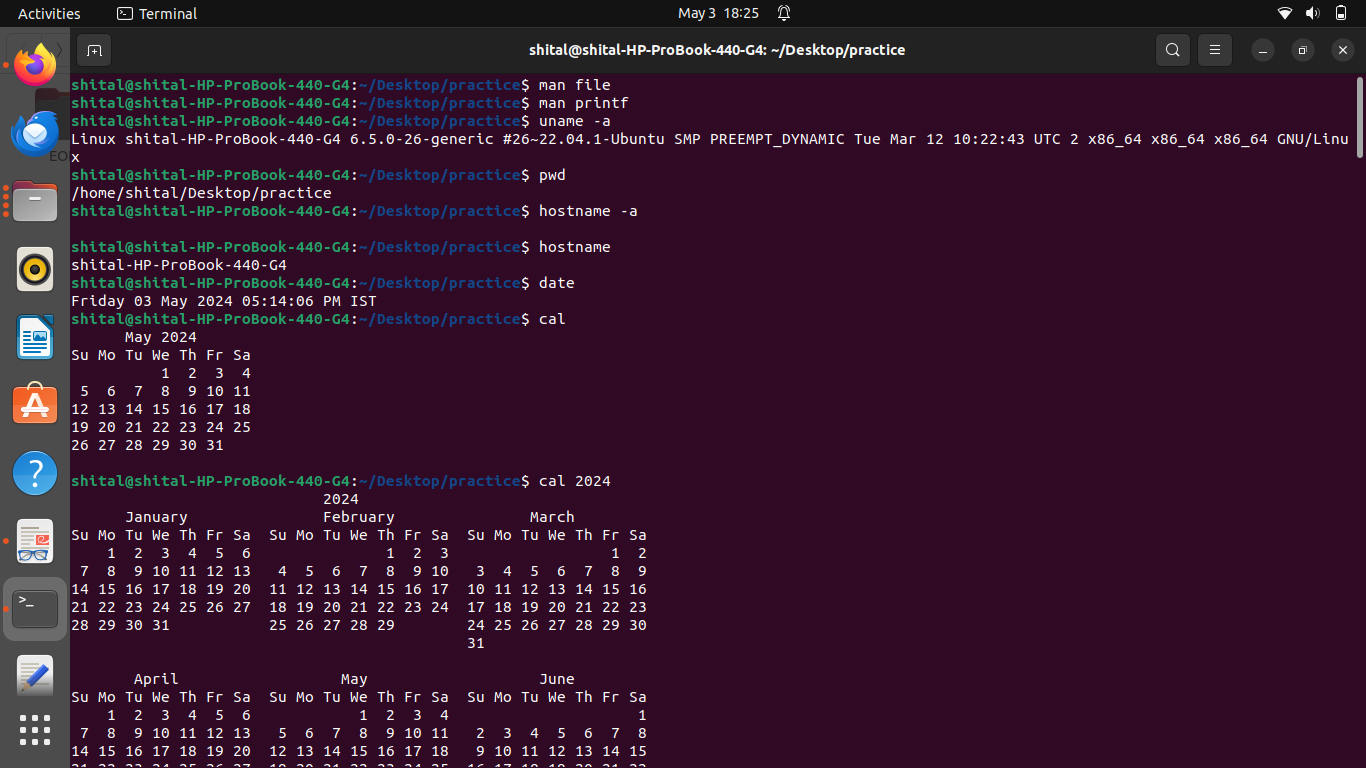 Activities Terminal May 3 18:25
shital@shital-HP-ProBook-440-G4: ~/Desktop/practice
shital@shital-HP-ProBook-440-G4:~/Desktop/practice$ man file
shital@shital-HP-ProBook-440-G4:~/Desktop/practice$ man printf
shital@shital-HP-ProBook-440-G4:~/Desktop/practice$ uname -a
Linux shital-HP-ProBook-440-G4 6.5.0-26-generic #26~22.04.1-Ubuntu SMP PREEMPT_DYNAMIC Tue Mar 12 10:22:43 UTC 2 x86_64 x86_64 x86_64 GNU/Linu
x
shital@shital-HP-ProBook-440-G4:~/Desktop/practice$ pwd
/home/shital/Desktop/practice
shital@shital-HP-ProBook-440-G4:~/Desktop/practice$ hostname -a
shital@shital-HP-ProBook-440-G4:~/Desktop/practice$ hostname
shital-HP-ProBook-440-G4
shital@shital-HP-ProBook-440-G4:~/Desktop/practice$ date
Friday 03 May 2024 05:14:06 PM IST
shital@shital-HP-ProBook-440-G4:~/Desktop/practice$ cal
      May 2024
Su Mo Tu We Th Fr Sa
          1  2  3  4
 5  6  7  8  9 10 11
12 13 14 15 16 17 18
19 20 21 22 23 24 25
26 27 28 29 30 31
shital@shital-HP-ProBook-440-G4:~/Desktop/practice$ cal 2024
                            2024
      January               February               March
Su Mo Tu We Th Fr Sa  Su Mo Tu We Th Fr Sa  Su Mo Tu We Th Fr Sa
    1  2  3  4  5  6               1  2  3                  1  2
 7  8  9 10 11 12 13   4  5  6  7  8  9 10   3  4  5  6  7  8  9
14 15 16 17 18 19 20  11 12 13 14 15 16 17  10 11 12 13 14 15 16
21 22 23 24 25 26 27  18 19 20 21 22 23 24  17 18 19 20 21 22 23
28 29 30 31           25 26 27 28 29        24 25 26 27 28 29 30
                                            31
       April                  May                   June
Su Mo Tu We Th Fr Sa  Su Mo Tu We Th Fr Sa  Su Mo Tu We Th Fr Sa
    1  2  3  4  5  6            1  2  3  4                     1
 7  8  9 10 11 12 13   5  6  7  8  9 10 11   2  3  4  5  6  7  8
14 15 16 17 18 19 20  12 13 14 15 16 17 18   9 10 11 12 13 14 15